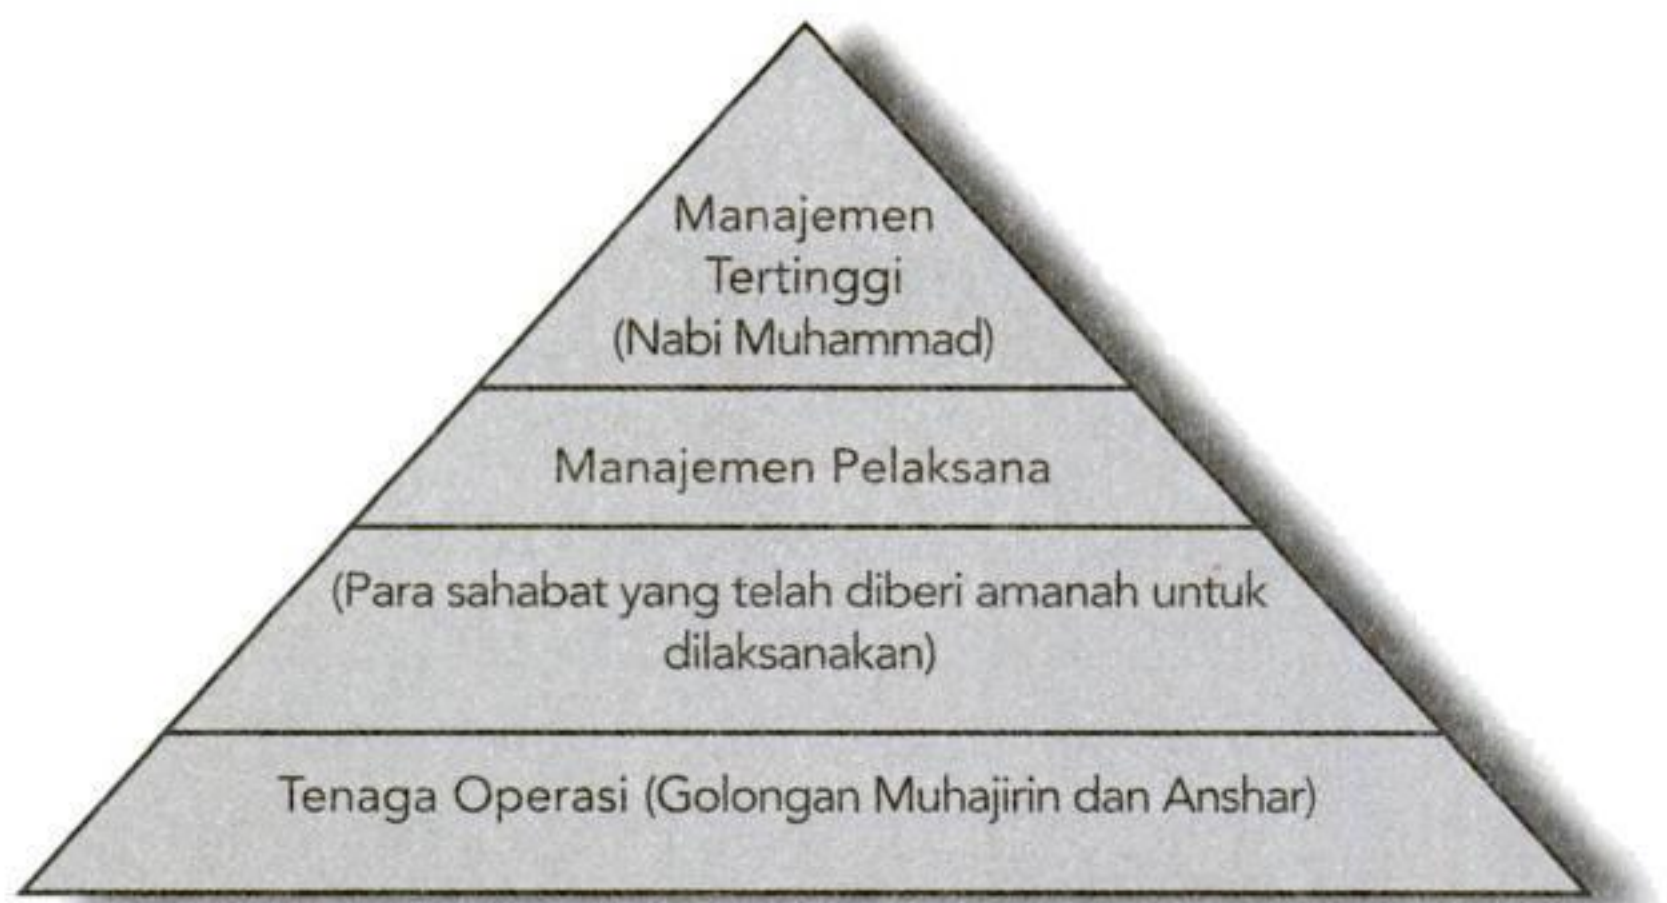 Manajemen
Tertinggi
(Nabi Muhammad)
Manajemen Pelaksana
(Para sahabat yang telah diberi amanah untuk
dilaksanakan)
Tenaga Operasi (Golongan Muhajirin dan Anshar)